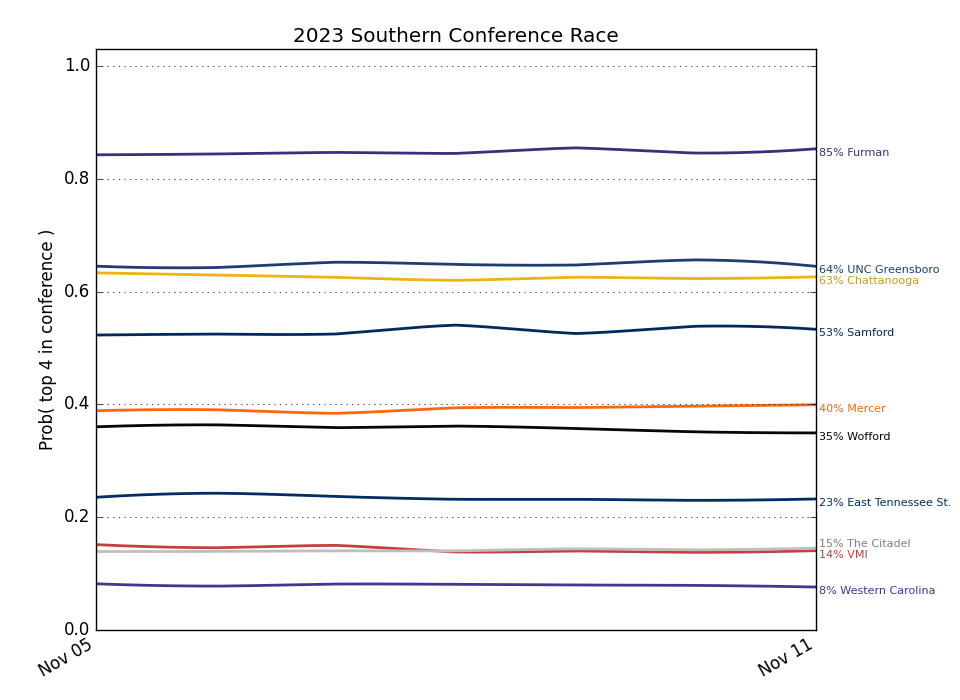 2023 Southern Conference Race
Prob( top 4 in conference )
1.0
0.8
0.6
0.4
0.2
0.0
Nov 05
Nov 11
85% Furman
64% UNC Greensboro
63% Chattanooga
53% Samford
40% Mercer
35% Wofford
23% East Tennessee St.
15% The Citadel
14% VMI
8% Western Carolina